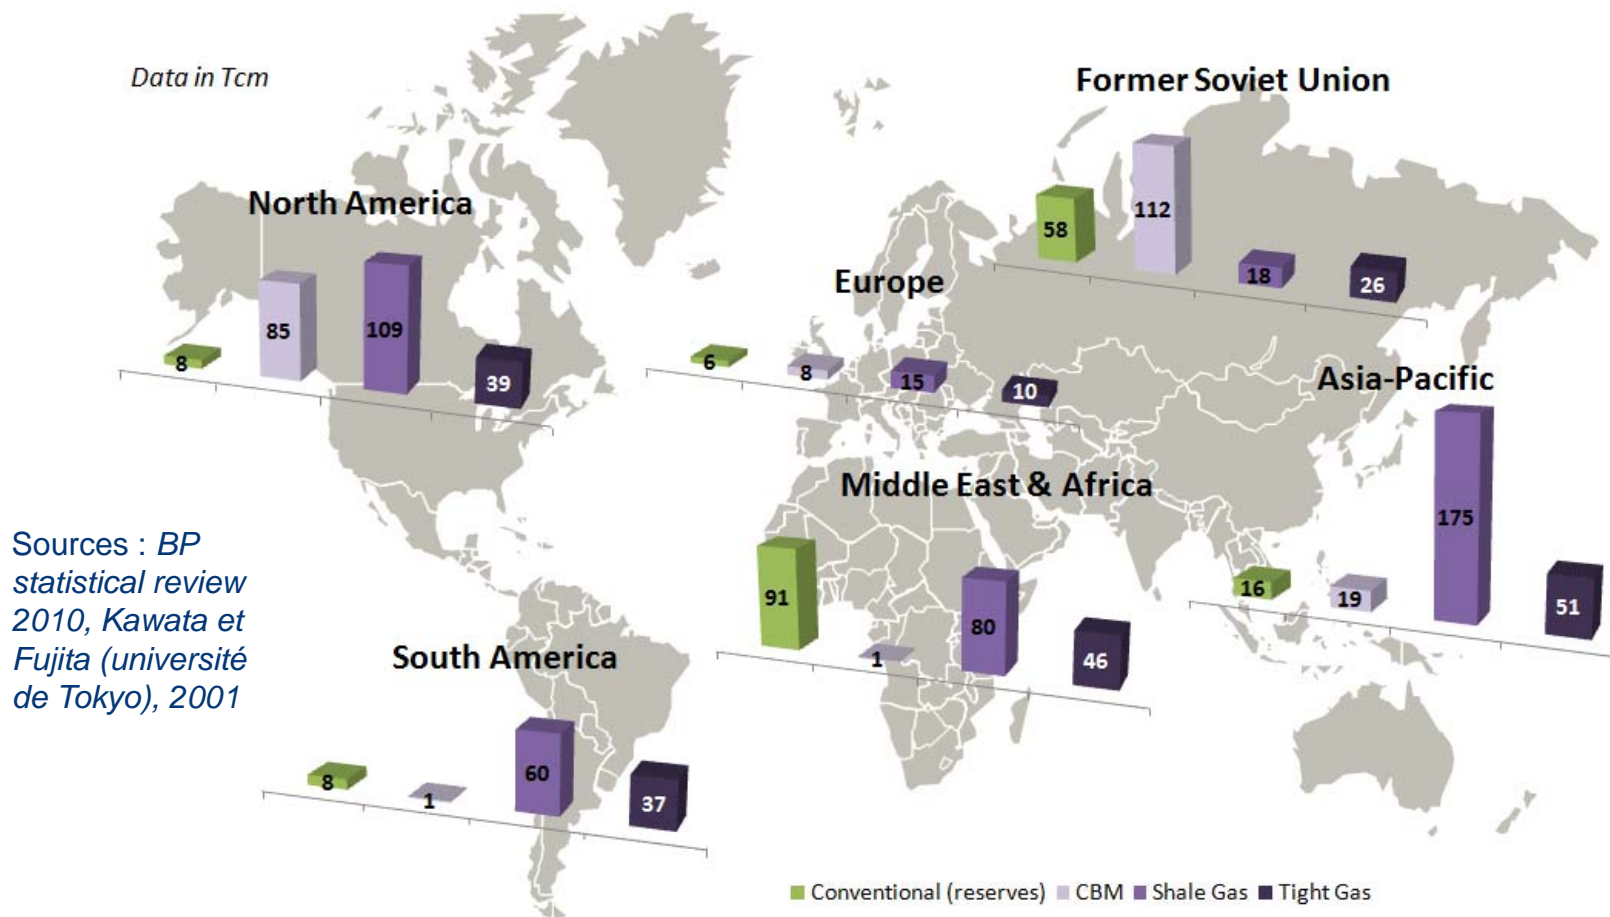 Data in Tcm
Former Soviet Union
58
112
18
26
North America
8
85
109
39
Europe
6
8
15
10
Asia-Pacific
16
19
175
51
Middle East & Africa
91
1
80
46
Sources : BP
statistical review
2010, Kawata et
Fujita (université
de Tokyo), 2001
South America
8
1
60
37
Conventional (reserves) CBM Shale Gas Tight Gas